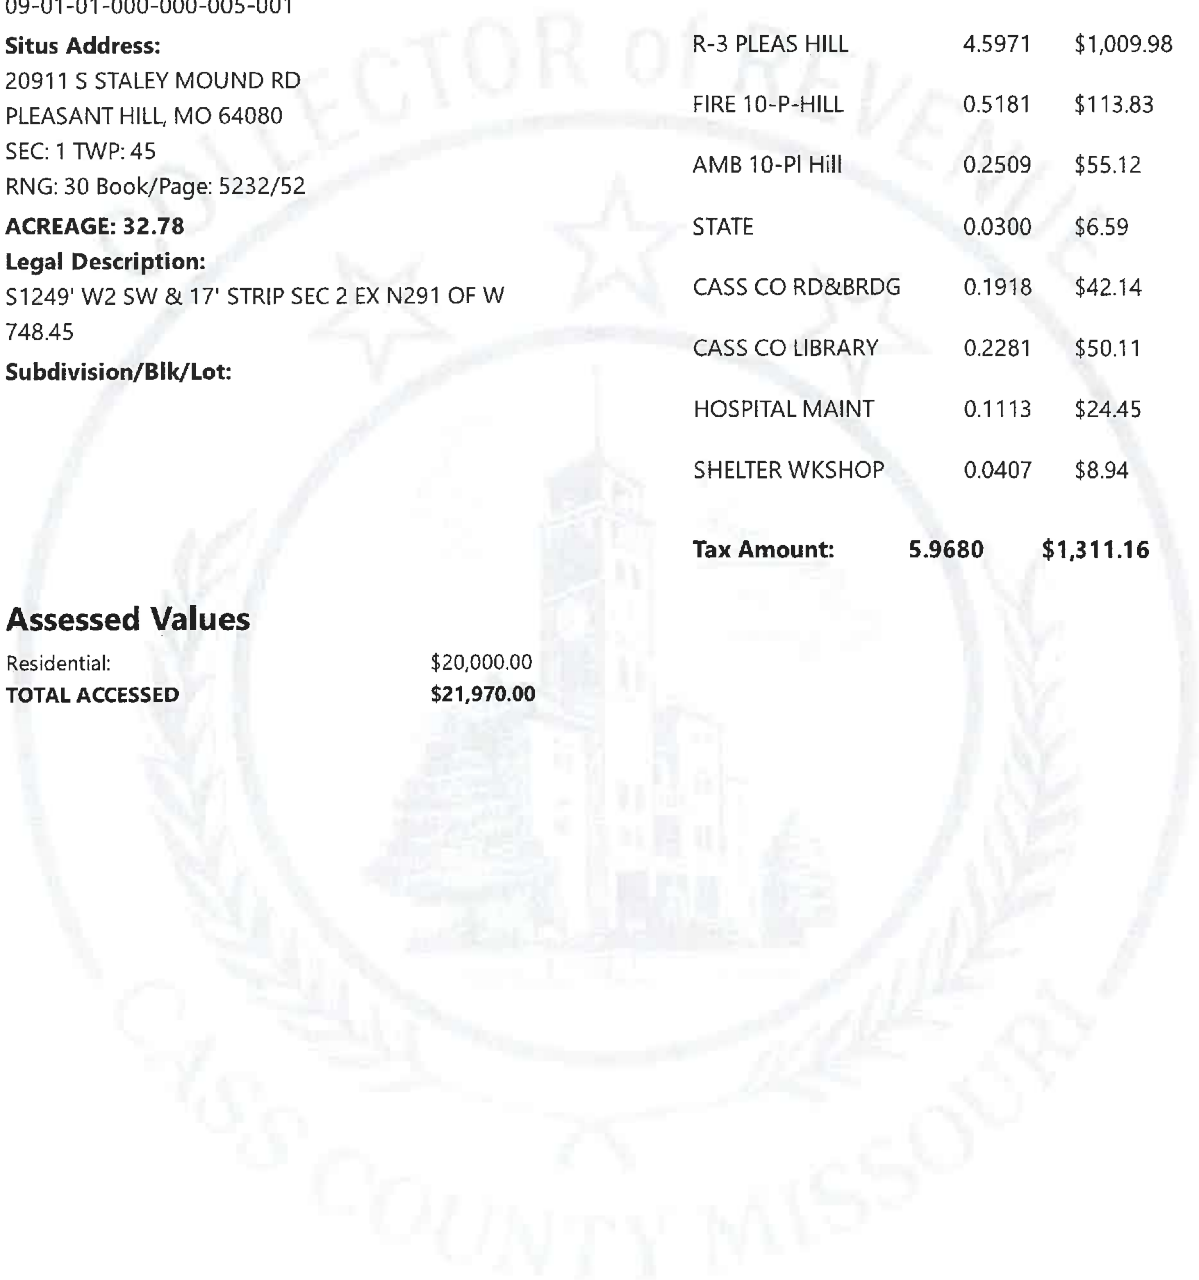 09-01-01-000-000-005-001
Situs Address:
20911 S STALEY MOUND RD
PLEASANT HILL, MO 64080
SEC: 1 TWP: 45
RNG: 30 Book/Page: 5232/52
ACREAGE: 32.78
Legal Description:
S1249' W2 SW & 17' STRIP SEC 2 EX N291 OF W
748.45
Subdivision/Blk/Lot:
R-3 PLEAS HILL 4.5971 $1,009.98
FIRE 10-P-HILL 0.5181 $113.83
AMB 10-Pl Hill 0.2509 $55.12
STATE 0.0300 $6.59
CASS CO RD&BRDG 0.1918 $42.14
CASS CO LIBRARY 0.2281 $50.11
HOSPITAL MAINT 0.1113 $24.45
SHELTER WKSHOP 0.0407 $8.94
Tax Amount: 5.9680 $1,311.16
Assessed Values
Residential: $20,000.00
TOTAL ACCESSED $21,970.00
COLLECTOR of REVENUE
CASS COUNTY MISSOURI